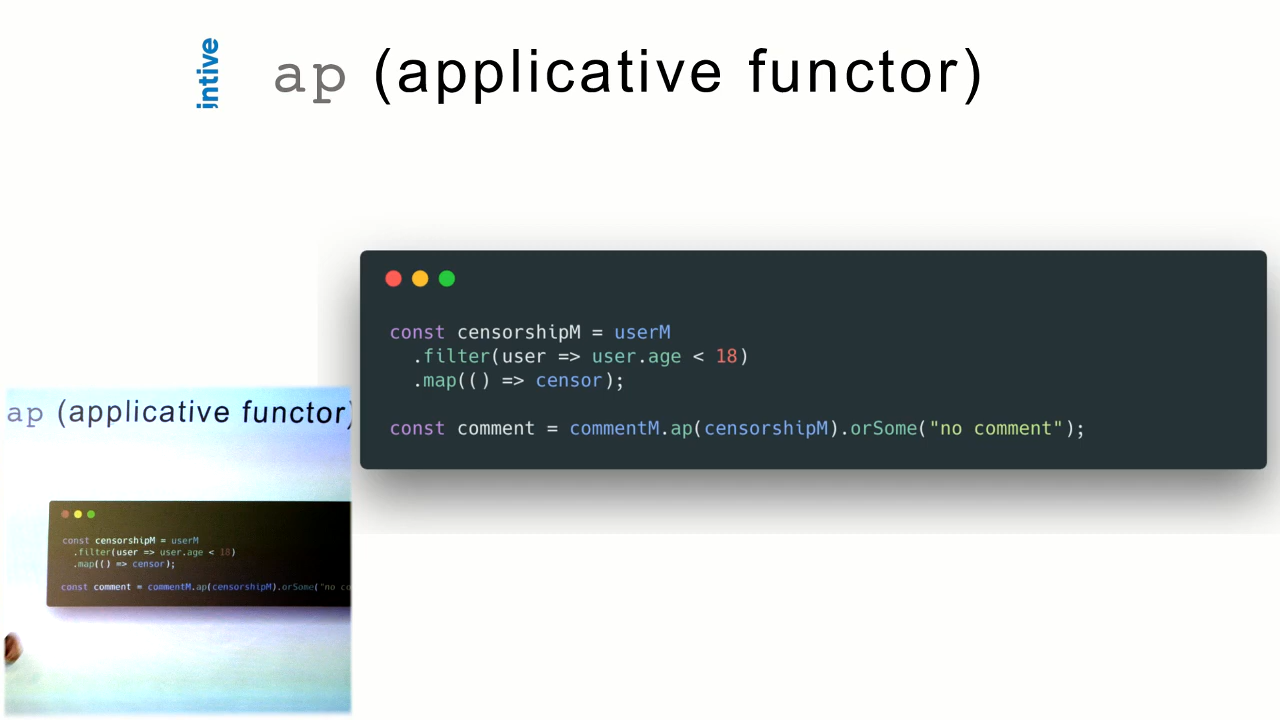 intive
ap (applicative functor)
const censorshipM = userM
.filter(user => user.age < 18)
.map(() => censor);
const comment = commentM.ap(censorshipM).orSome("no comment");
ap (applicative functor)
const censorshipM = userM
.filter(user => user.age < 18)
.map(() => censor);
const comment = commentM.ap(censorshipM).orSome("no co